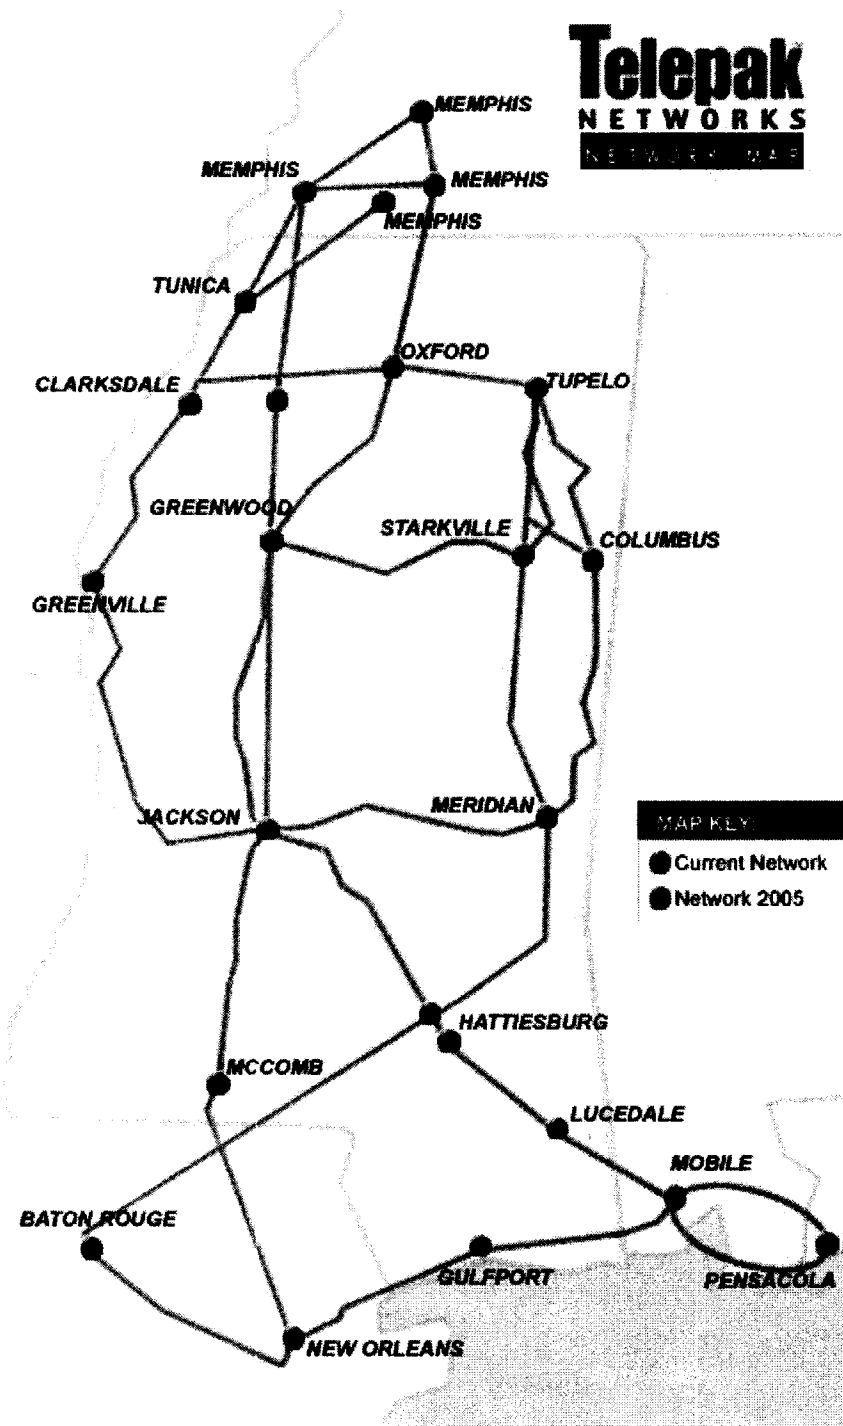 Telepak
NETWORKS
NETWORK MAP
MEMPHIS
MEMPHIS
MEMPHIS
MEMPHIS
TUNICA
OXFORD
CLARKSDALE
TUPELO
GREENWOOD
STARKVILLE
COLUMBUS
GREENVILLE
JACKSON
MERIDIAN
MAP KEY
Current Network
Network 2005
HATTIESBURG
MCCOMB
LUCEDALE
MOBILE
BATON ROUGE
GULFPORT
PENSACOLA
NEW ORLEANS